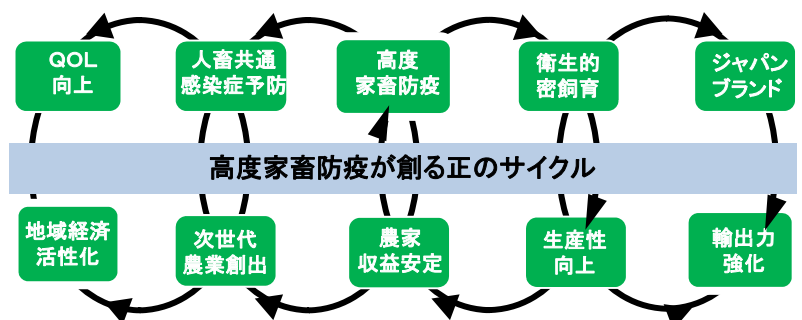 QOL
向上
人畜共通
感染症予防
高度
家畜防疫
衛生的
密飼育
ジャパン
ブランド
高度家畜防疫が創る正のサイクル
地域経済
活性化
次世代
農業創出
農家
収益安定
生産性
向上
輸出力
強化